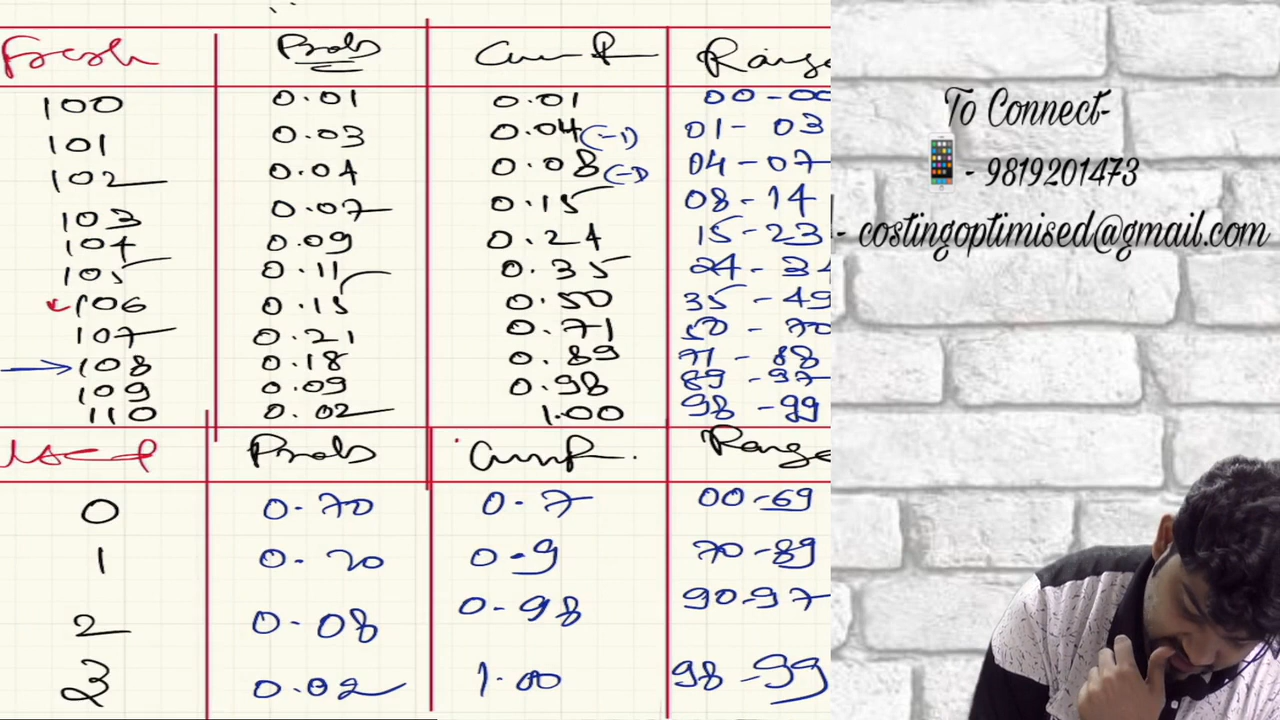 Fresh Prob Cum P Range
100 0.01 0.01 00-00
101 0.03 0.04 (-1) 01-03
102 0.04 0.08 (-1) 04-07
103 0.07 0.15 08-14
104 0.09 0.24 15-23
105 0.11 0.35 24-34
106 0.15 0.50 35-49
107 0.21 0.71 50-70
108 0.18 0.89 71-88
109 0.09 0.98 89-97
110 0.02 1.00 98-99
Used Prob Cum P. Range
0 0.70 0.7 00-69
1 0.20 0.9 70-89
2 0.08 0.98 90-97
3 0.02 1.00 98-99
To Connect-
- 9819201473
- costingoptimised@gmail.com